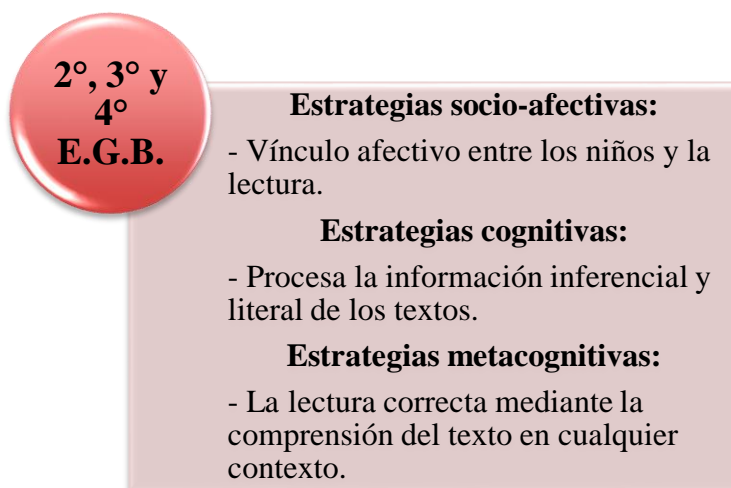 2°, 3° y
4°
E.G.B.
Estrategias socio-afectivas:
- Vínculo afectivo entre los niños y la
lectura.
Estrategias cognitivas:
- Procesa la información inferencial y
literal de los textos.
Estrategias metacognitivas:
- La lectura correcta mediante la
comprensión del texto en cualquier
contexto.